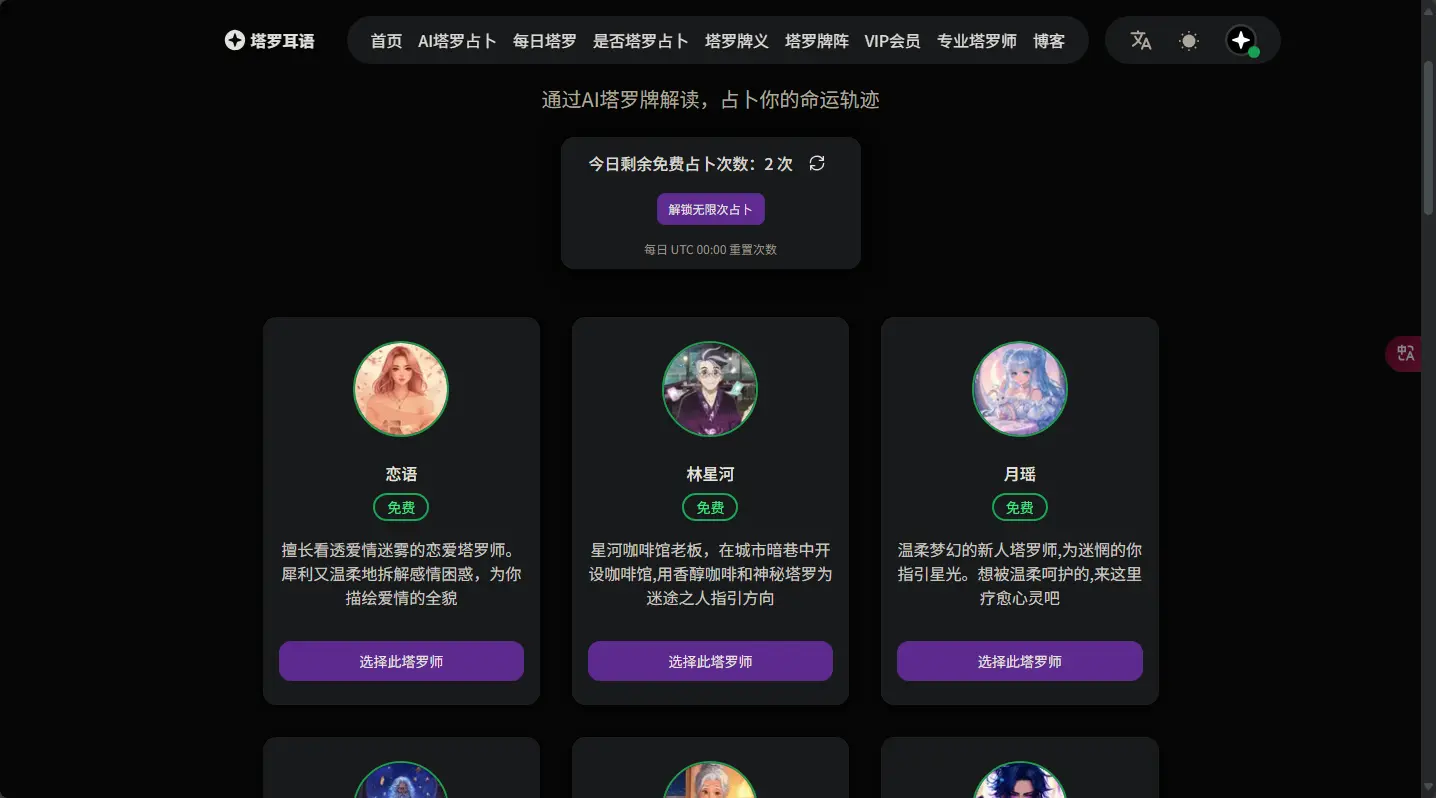 塔罗耳语
首页 AI塔罗占卜 每日塔罗 是否塔罗占卜 塔罗牌义 塔罗牌阵 VIP会员 专业塔罗师 博客
通过AI塔罗牌解读，占卜你的命运轨迹
今日剩余免费占卜次数：2 次
解锁无限次占卜
每日 UTC 00:00 重置次数
恋语
免费
擅长看透爱情迷雾的恋爱塔罗师。
犀利又温柔地拆解感情困惑，为你
描绘爱情的全貌
选择此塔罗师
林星河
免费
星河咖啡馆老板，在城市暗巷中开
设咖啡馆,用香醇咖啡和神秘塔罗为
迷途之人指引方向
选择此塔罗师
月瑶
免费
温柔梦幻的新人塔罗师,为迷惘的你
指引星光。想被温柔呵护的,来这里
疗愈心灵吧
选择此塔罗师